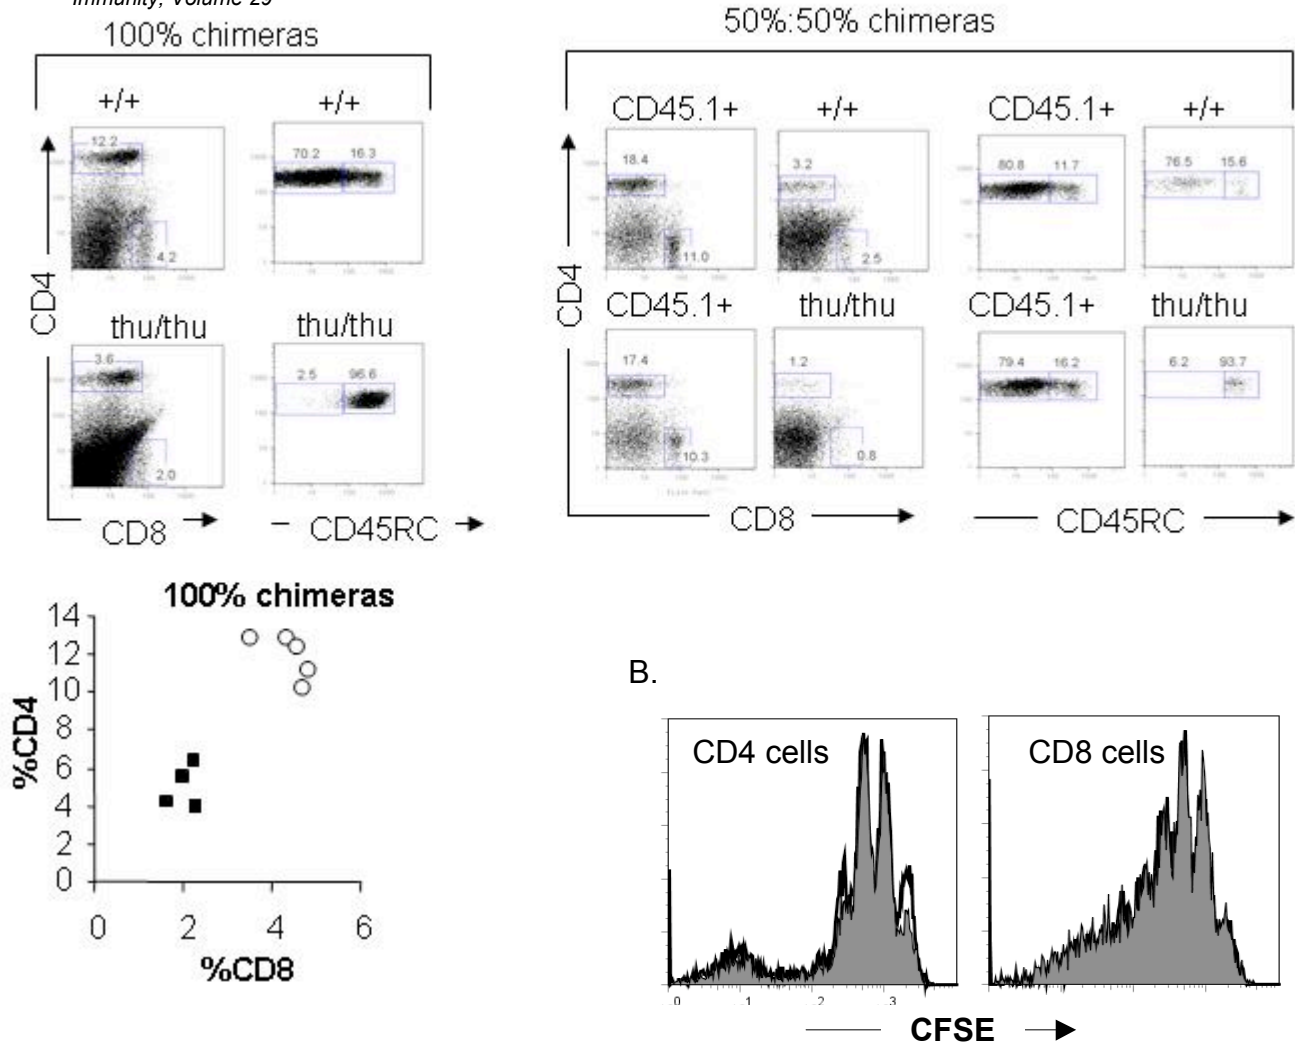 Immunity, Volume 29
100% chimeras
50%:50% chimeras
+/+
+/+
CD45.1+
+/+
CD45.1+
+/+
12.2
4.2
70.2 16.3
18.4
11.0
3.2
2.5
80.8 11.7
76.5 15.6
CD4
CD4
thu/thu
thu/thu
CD45.1+
thu/thu
CD45.1+
thu/thu
3.6
2.0
2.5 96.6
17.4
10.3
1.2
0.8
79.4 16.2
6.2 93.7
CD8
CD45RC
CD8
CD45RC
100% chimeras
14
12
10
8
6
4
2
0
%CD4
0 2 4 6
%CD8
B.
CD4 cells
CD8 cells
0 .1 .2 .3
CFSE